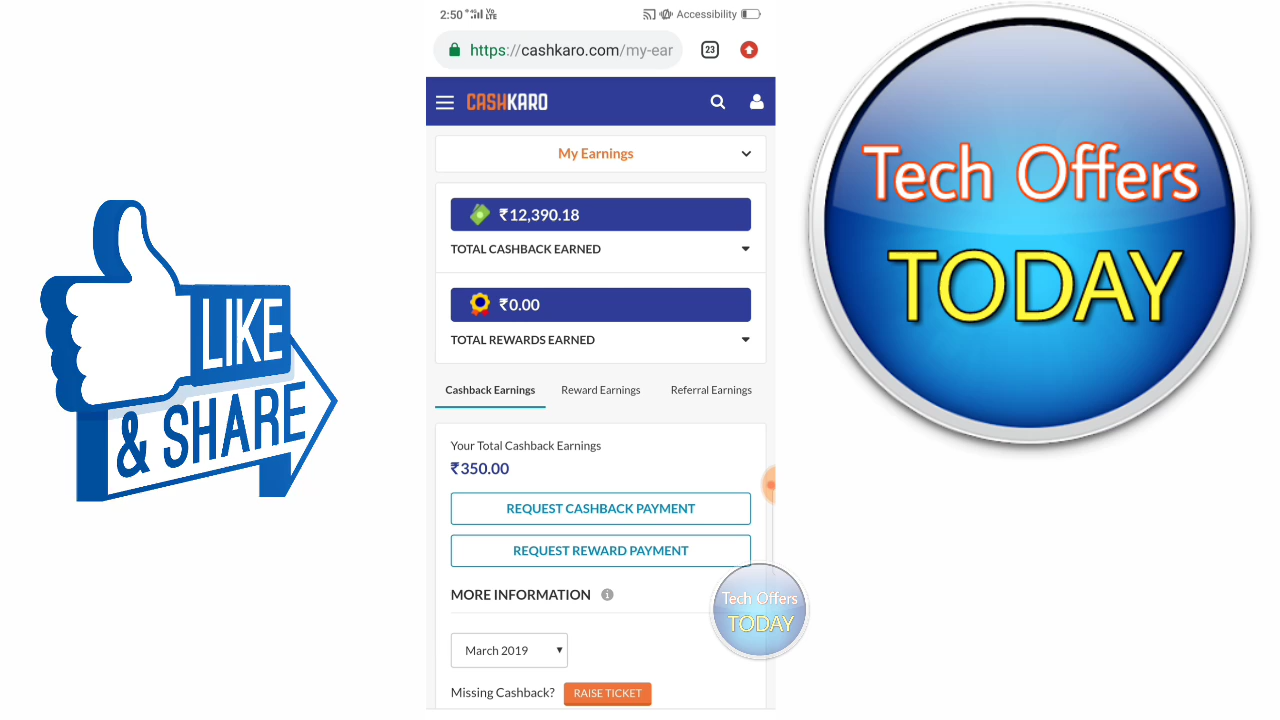 2:50 4G VoLTE Accessibility
https://cashkaro.com/my-ear 23
CASHKARO
My Earnings
₹12,390.18
TOTAL CASHBACK EARNED
₹0.00
TOTAL REWARDS EARNED
Cashback Earnings Reward Earnings Referral Earnings
Your Total Cashback Earnings
₹350.00
REQUEST CASHBACK PAYMENT
REQUEST REWARD PAYMENT
MORE INFORMATION
March 2019
Missing Cashback? RAISE TICKET
LIKE
& SHARE
Tech Offers
TODAY
Tech Offers
TODAY